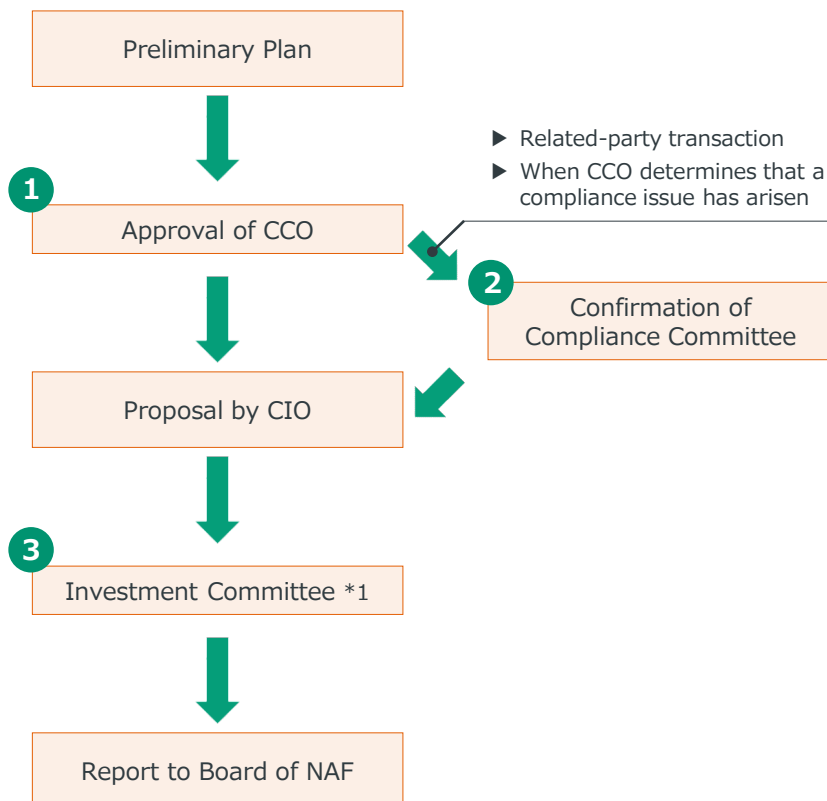 Preliminary Plan
▶ Related-party transaction
▶ When CCO determines that a
compliance issue has arisen
1
Approval of CCO
2
Confirmation of
Compliance Committee
Proposal by CIO
3
Investment Committee *1
Report to Board of NAF